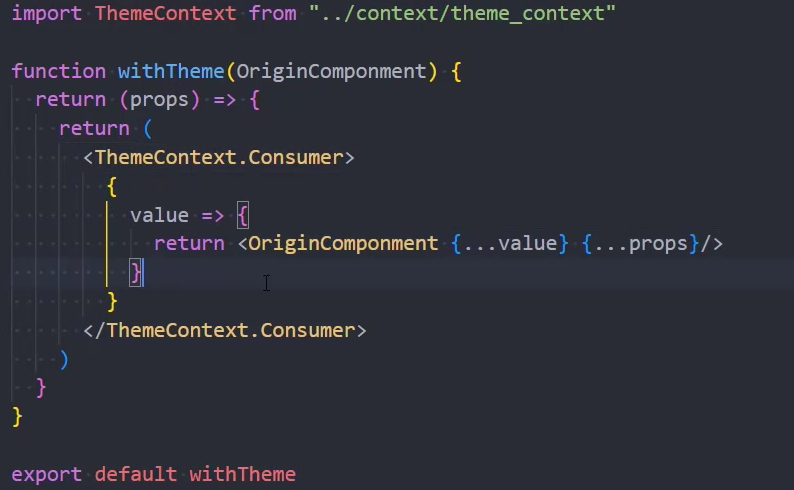 import ThemeContext from "../context/theme_context"
function withTheme(OriginComponment) {
return (props) => {
return (
<ThemeContext.Consumer>
{
value => {
return <OriginComponment {...value} {...props}/>
}
}
</ThemeContext.Consumer>
)
}
}
export default withTheme